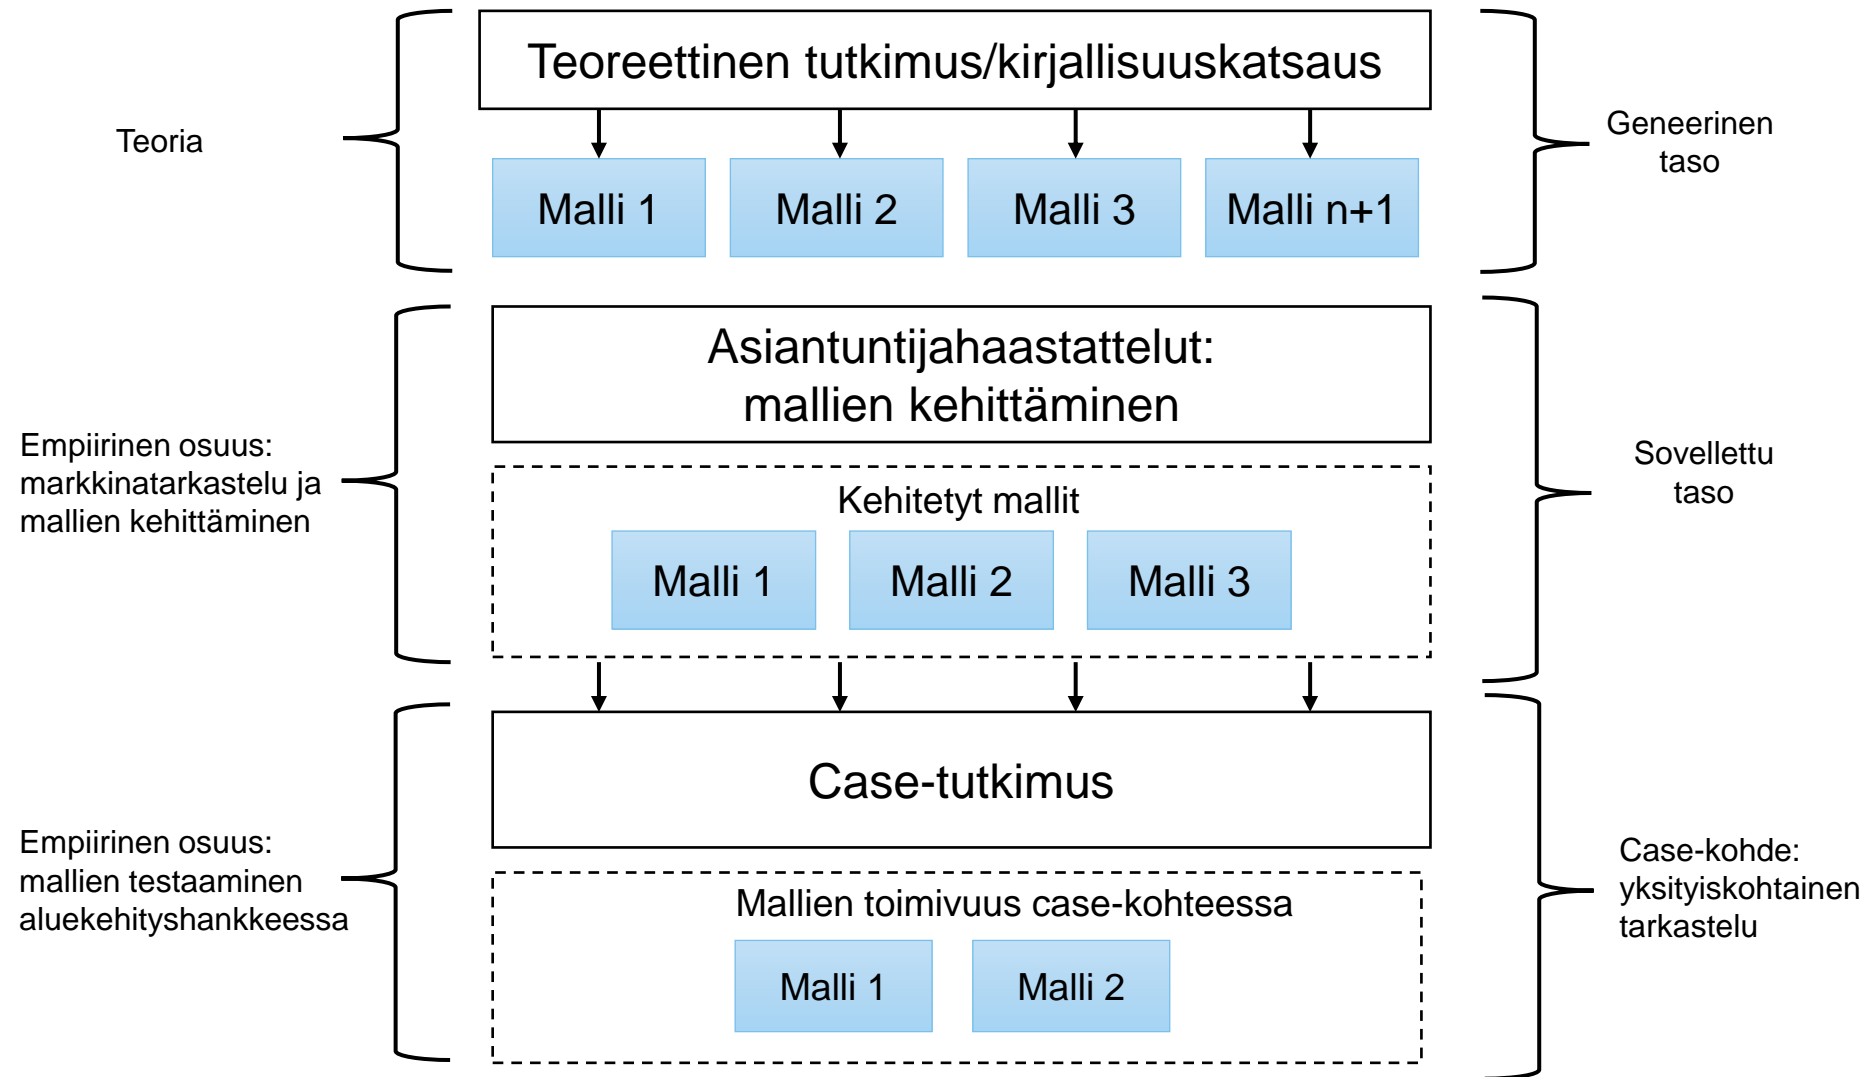 Teoreettinen tutkimus/kirjallisuuskatsaus
Teoria
Geneerinen
taso
Malli 1
Malli 2
Malli 3
Malli n+1
Asiantuntijahaastattelut:
mallien kehittäminen
Empiirinen osuus:
markkinatarkastelu ja
mallien kehittäminen
Sovellettu
taso
Kehitetyt mallit
Malli 1
Malli 2
Malli 3
Case-tutkimus
Empiirinen osuus:
mallien testaaminen
aluekehityshankkeessa
Case-kohde:
yksityiskohtainen
tarkastelu
Mallien toimivuus case-kohteessa
Malli 1
Malli 2